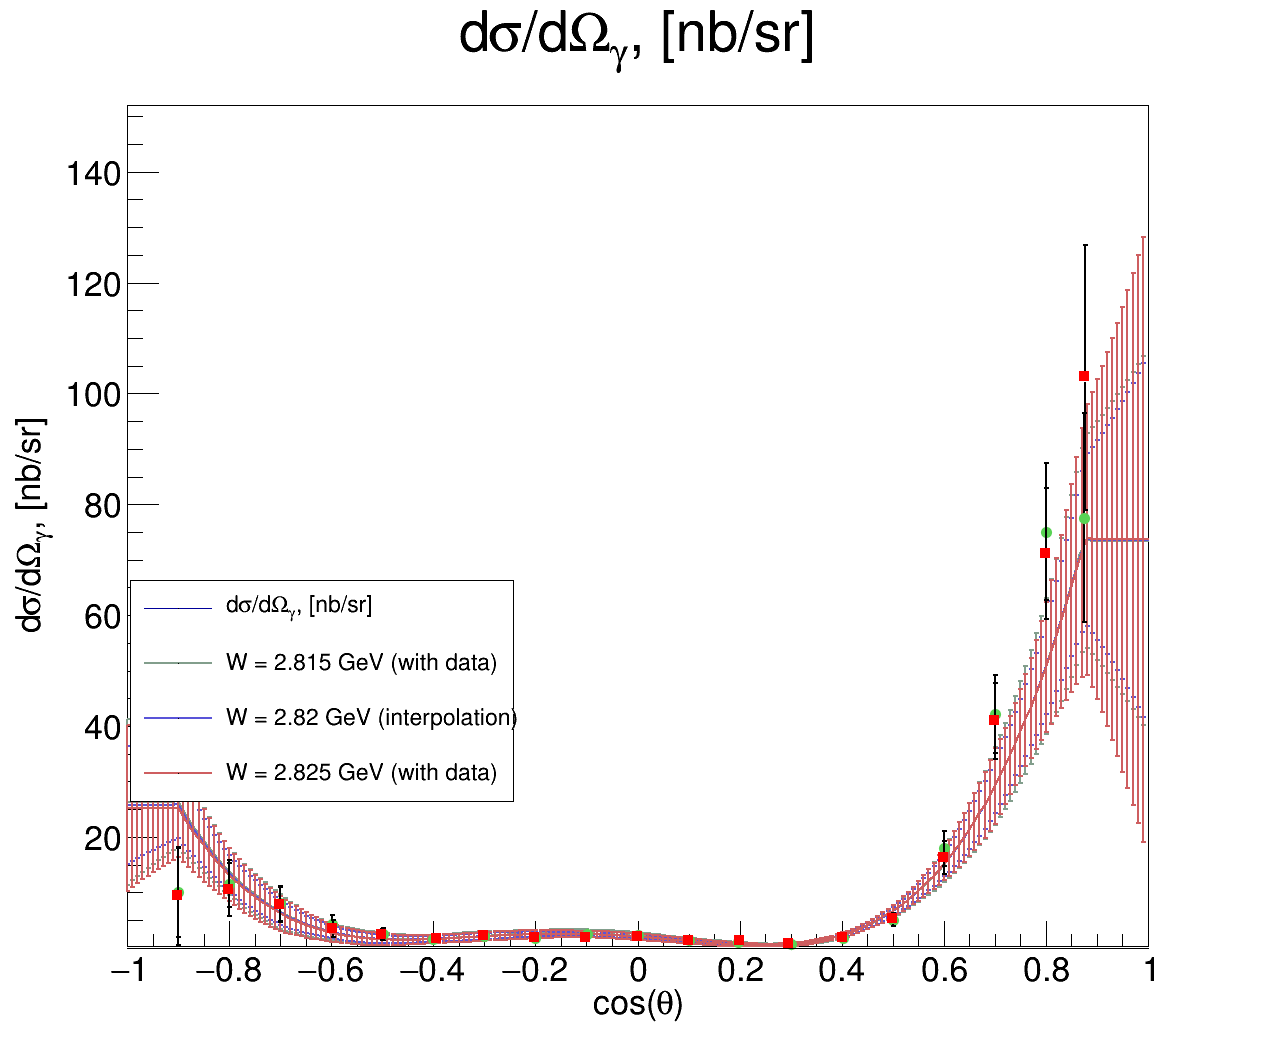 dσ/dΩγ, [nb/sr]
dσ/dΩγ, [nb/sr]
140
120
100
80
60
40
20
dσ/dΩγ, [nb/sr]
W = 2.815 GeV (with data)
W = 2.82 GeV (interpolation)
W = 2.825 GeV (with data)
−1 −0.8 −0.6 −0.4 −0.2 0 0.2 0.4 0.6 0.8 1
cos(θ)